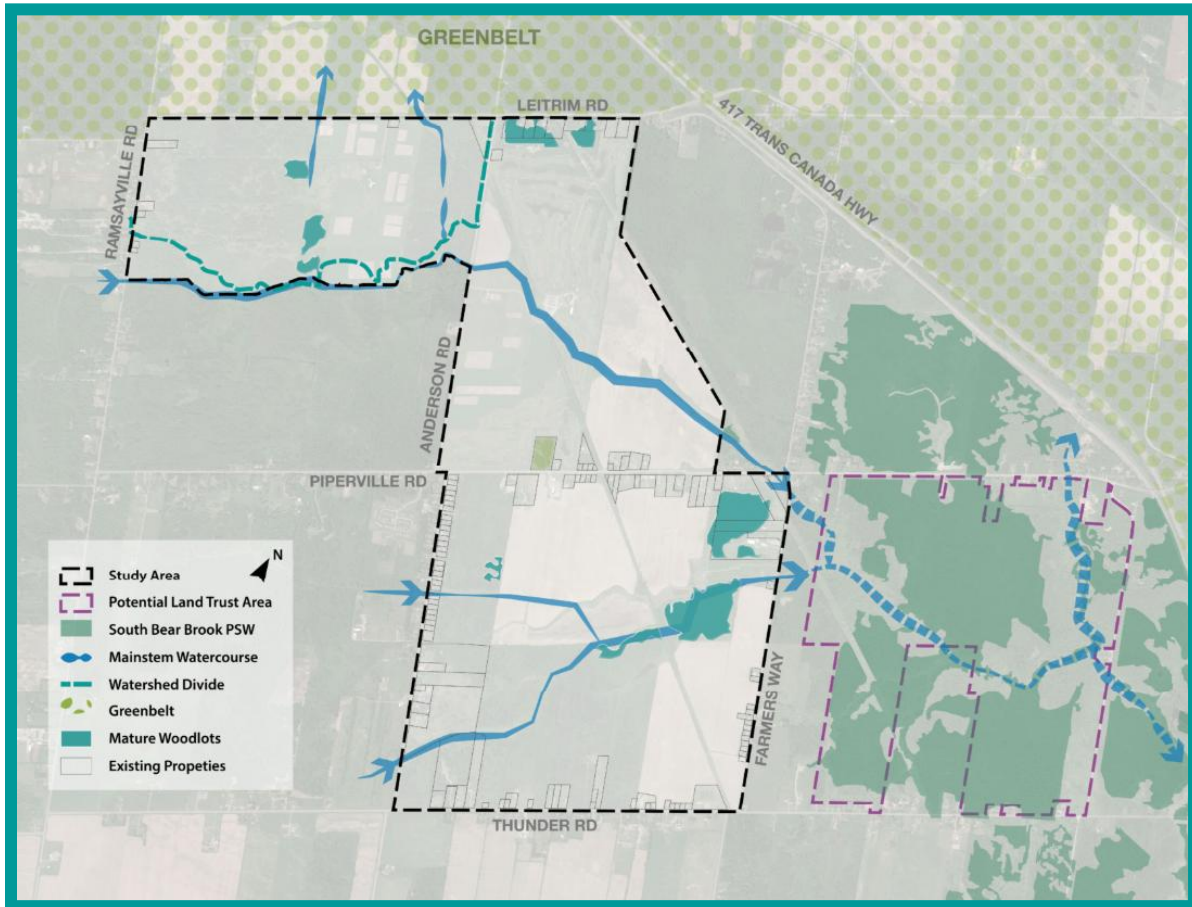 GREENBELT
LEITRIM RD
417 TRANS CANADA HWY
RAMSAYVILLE RD
ANDERSON RD
PIPERVILLE RD
FARMERS WAY
THUNDER RD
N
Study Area
Potential Land Trust Area
South Bear Brook PSW
Mainstem Watercourse
Watershed Divide
Greenbelt
Mature Woodlots
Existing Propeties